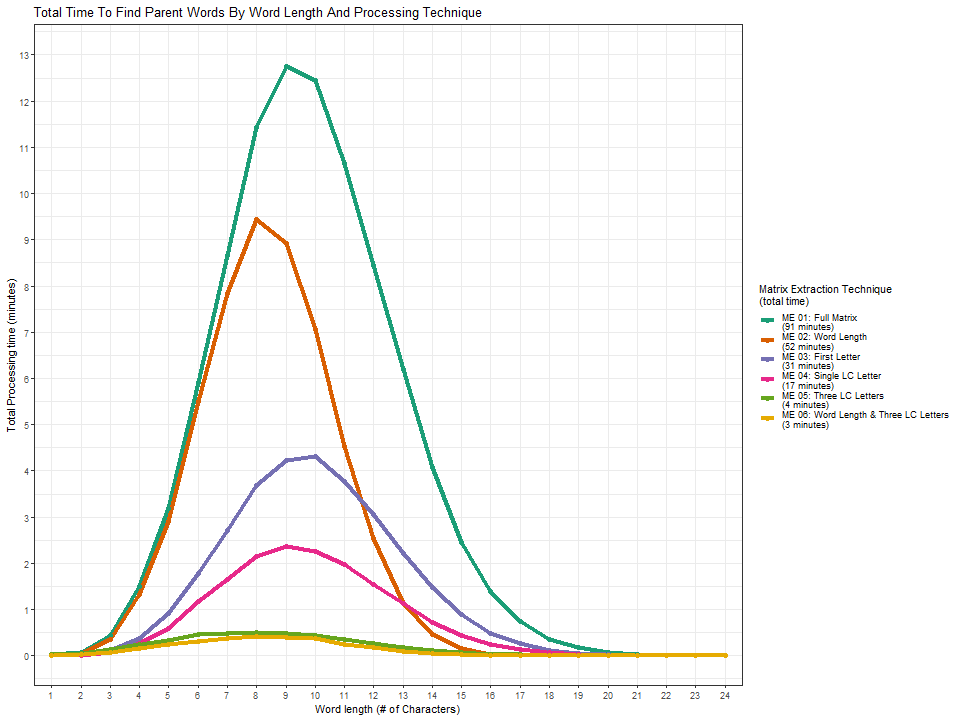 Total Time To Find Parent Words By Word Length And Processing Technique
13
12
11
10
9
8
7
6
5
4
3
2
1
0
Total Processing time (minutes)
1 2 3 4 5 6 7 8 9 10 11 12 13 14 15 16 17 18 19 20 21 22 23 24
Word length (# of Characters)
Matrix Extraction Technique
(total time)
ME 01: Full Matrix
(91 minutes)
ME 02: Word Length
(52 minutes)
ME 03: First Letter
(31 minutes)
ME 04: Single LC Letter
(17 minutes)
ME 05: Three LC Letters
(4 minutes)
ME 06: Word Length & Three LC Letters
(3 minutes)